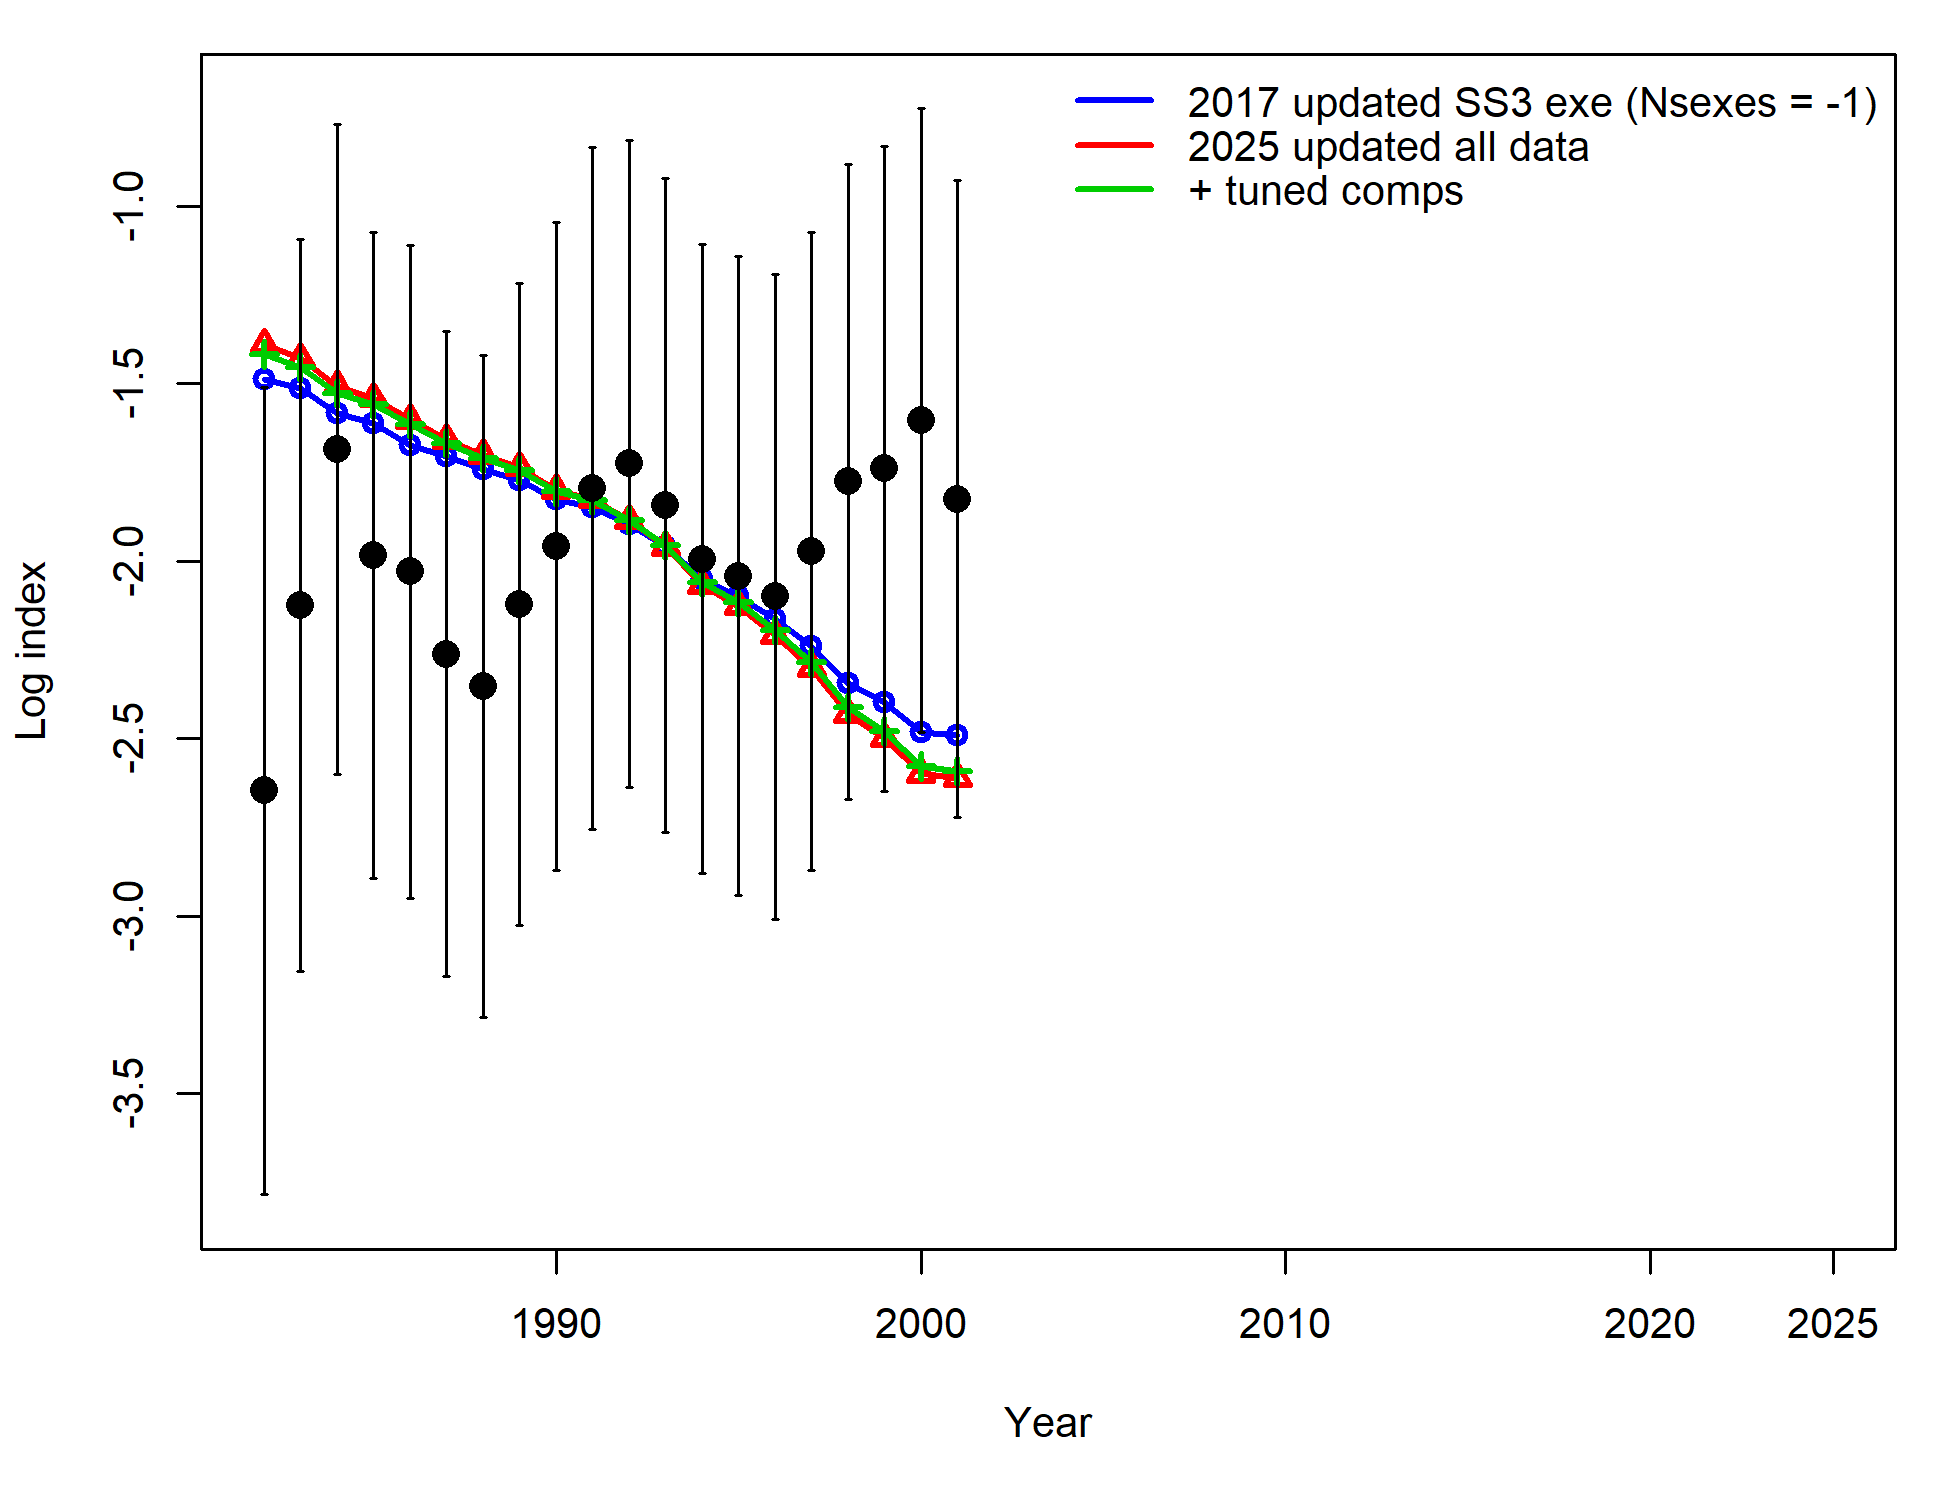 2017 updated SS3 exe (Nsexes = -1)
2025 updated all data
+ tuned comps
Log index
-1.0
-1.5
-2.0
-2.5
-3.0
-3.5
1990 2000 2010 2020 2025
Year